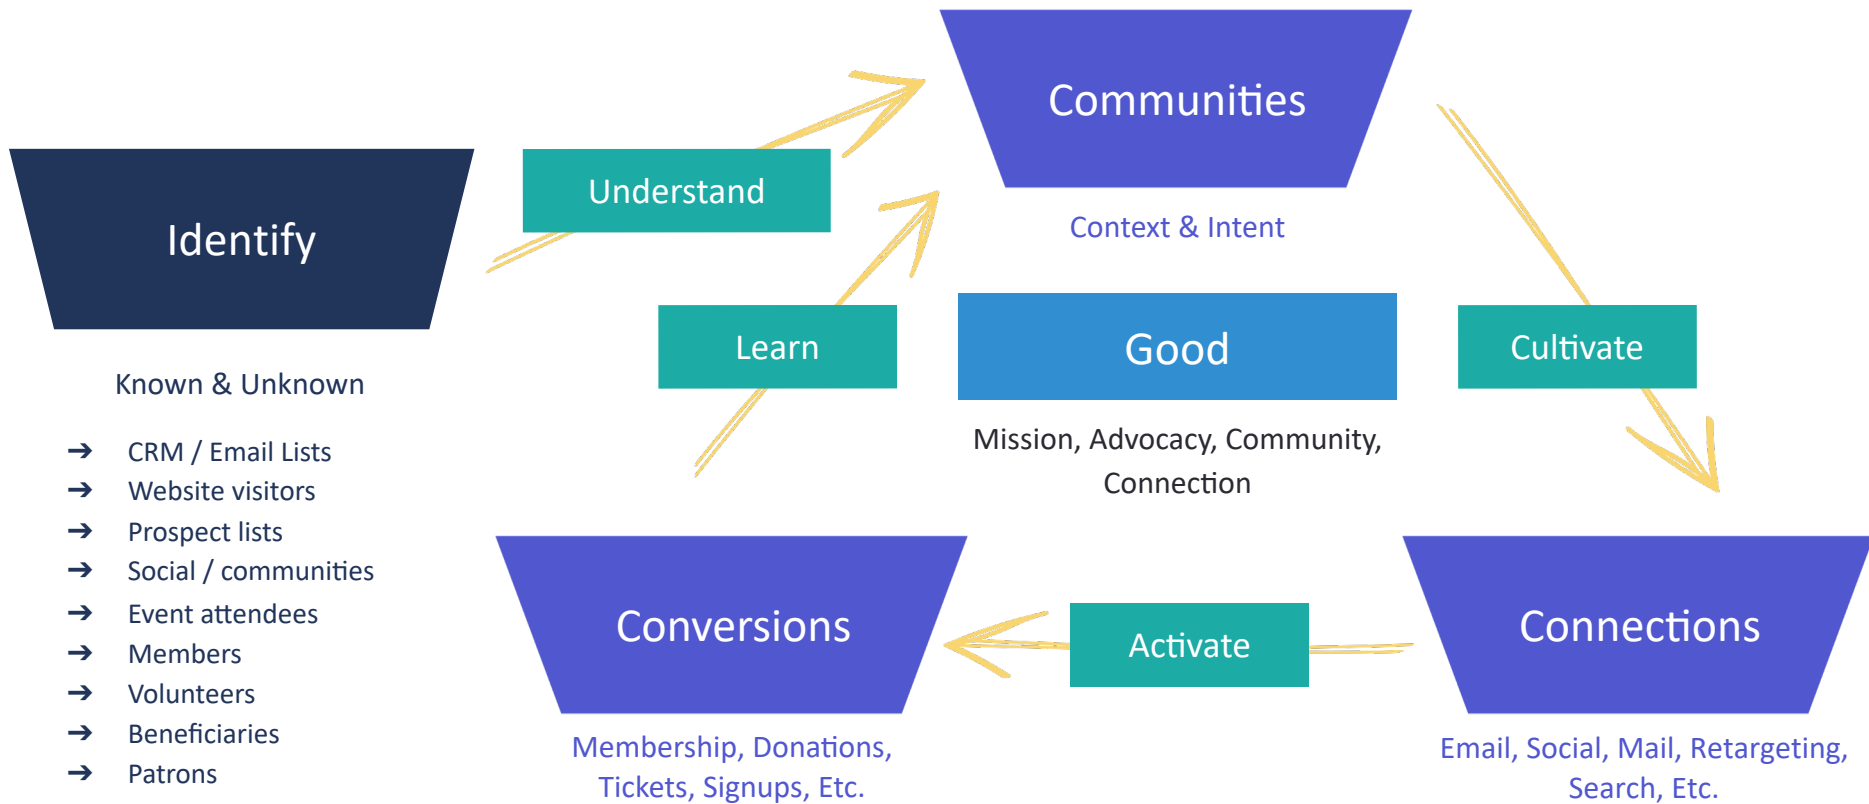 Identify
Known & Unknown
➔ CRM / Email Lists
➔ Website visitors
➔ Prospect lists
➔ Social / communities
➔ Event attendees
➔ Members
➔ Volunteers
➔ Beneficiaries
➔ Patrons
Understand
Communities
Context & Intent
Learn
Good
Mission, Advocacy, Community,
Connection
Cultivate
Conversions
Membership, Donations,
Tickets, Signups, Etc.
Activate
Connections
Email, Social, Mail, Retargeting,
Search, Etc.